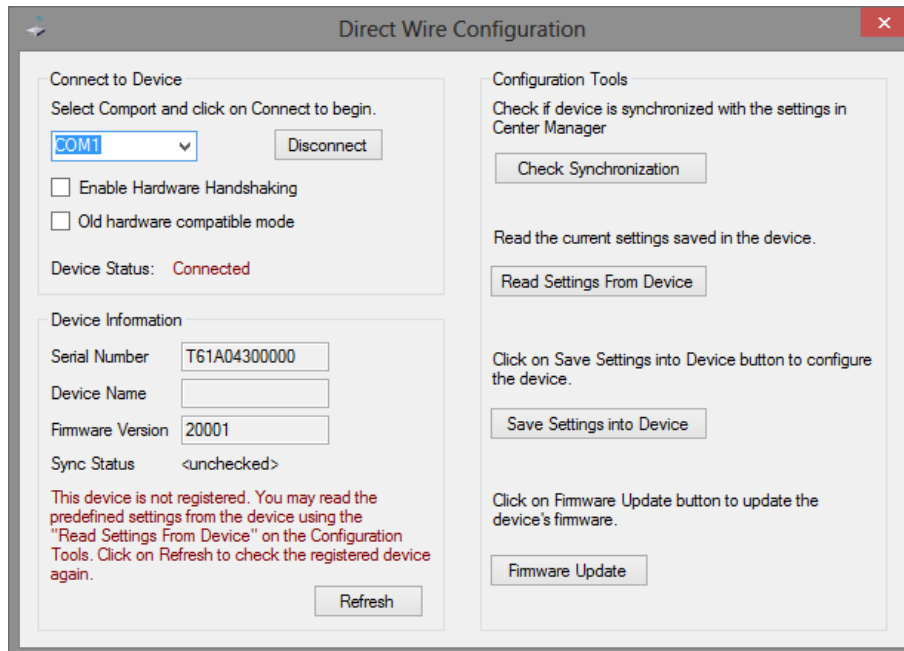 Direct Wire Configuration
Connect to Device
Select Comport and click on Connect to begin.
COM1
Disconnect
Enable Hardware Handshaking
Old hardware compatible mode
Device Status: Connected
Device Information
Serial Number T61A04300000
Device Name
Firmware Version 20001
Sync Status <unchecked>
This device is not registered. You may read the
predefined settings from the device using the
"Read Settings From Device" on the Configuration
Tools. Click on Refresh to check the registered device
again.
Refresh
Configuration Tools
Check if device is synchronized with the settings in
Center Manager
Check Synchronization
Read the current settings saved in the device.
Read Settings From Device
Click on Save Settings into Device button to configure
the device.
Save Settings into Device
Click on Firmware Update button to update the
device's firmware.
Firmware Update